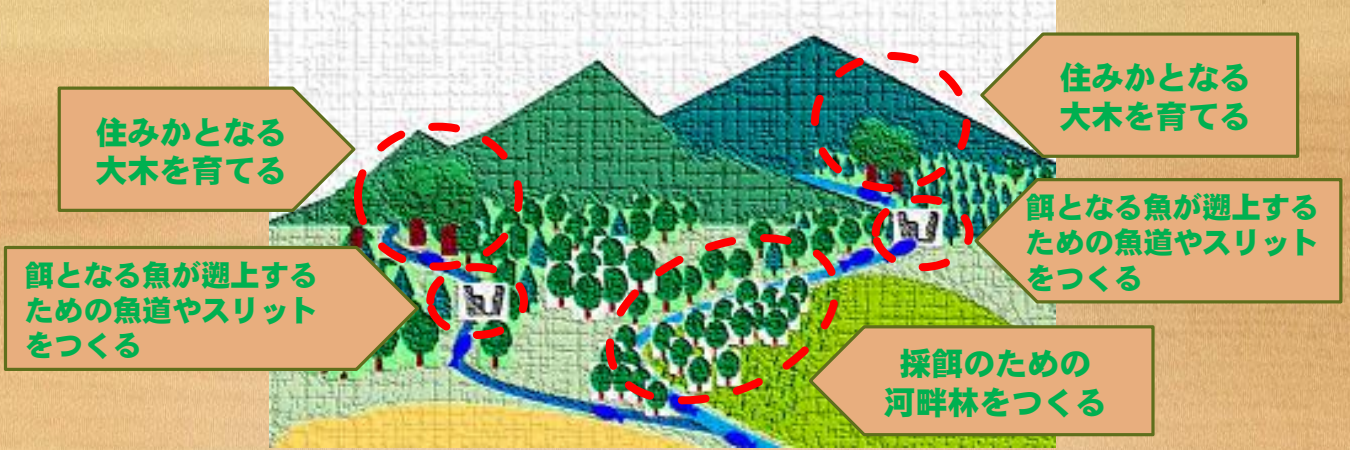 住みかとなる
大木を育てる
餌となる魚が遡上する
ための魚道やスリット
をつくる
住みかとなる
大木を育てる
餌となる魚が遡上する
ための魚道やスリット
をつくる
採餌のための
河畔林をつくる